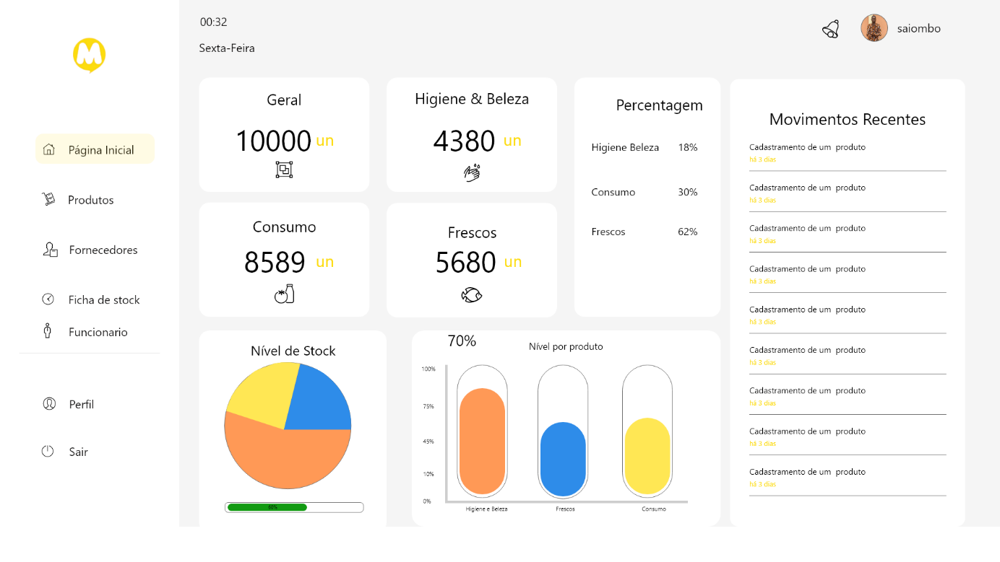 M
00:32
Sexta-Feira
saiombo
Página Inicial
Produtos
Fornecedores
Ficha de stock
Funcionario
Perfil
Sair
Geral
10000 un
Higiene & Beleza
4380 un
Consumo
8589 un
Frescos
5680 un
Percentagem
Higiene Beleza 18%
Consumo 30%
Frescos 62%
Movimentos Recentes
Cadastramento de um produto
há 3 dias
Cadastramento de um produto
há 3 dias
Cadastramento de um produto
há 3 dias
Cadastramento de um produto
há 3 dias
Cadastramento de um produto
há 3 dias
Cadastramento de um produto
há 3 dias
Cadastramento de um produto
há 3 dias
Cadastramento de um produto
há 3 dias
Cadastramento de um produto
há 3 dias
Nível de Stock
60%
70%
Nível por produto
100%
75%
45%
10%
0%
Higiene e Beleza Frescos Consumo